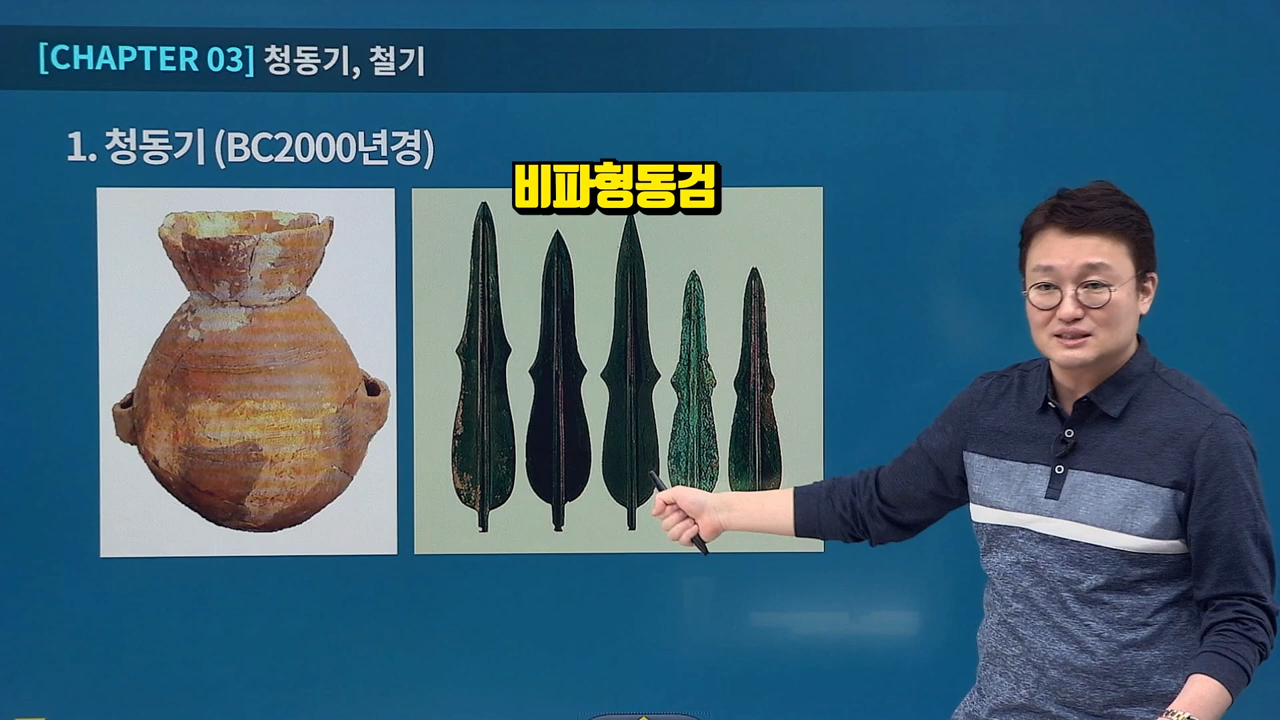 [CHAPTER 03] 청동기, 철기
1. 청동기 (BC2000년경)
비파형동검